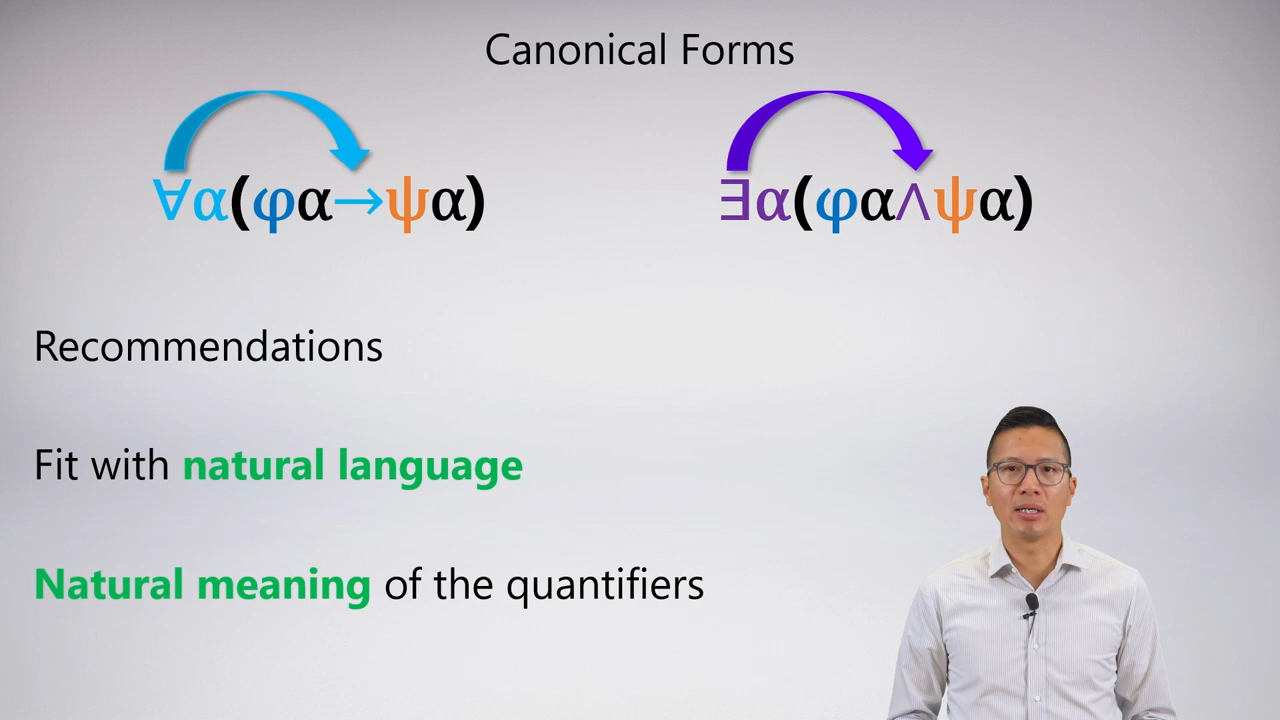 Canonical Forms
∀α(φα→ψα)
∃α(φα∧ψα)
Recommendations
Fit with natural language
Natural meaning of the quantifiers